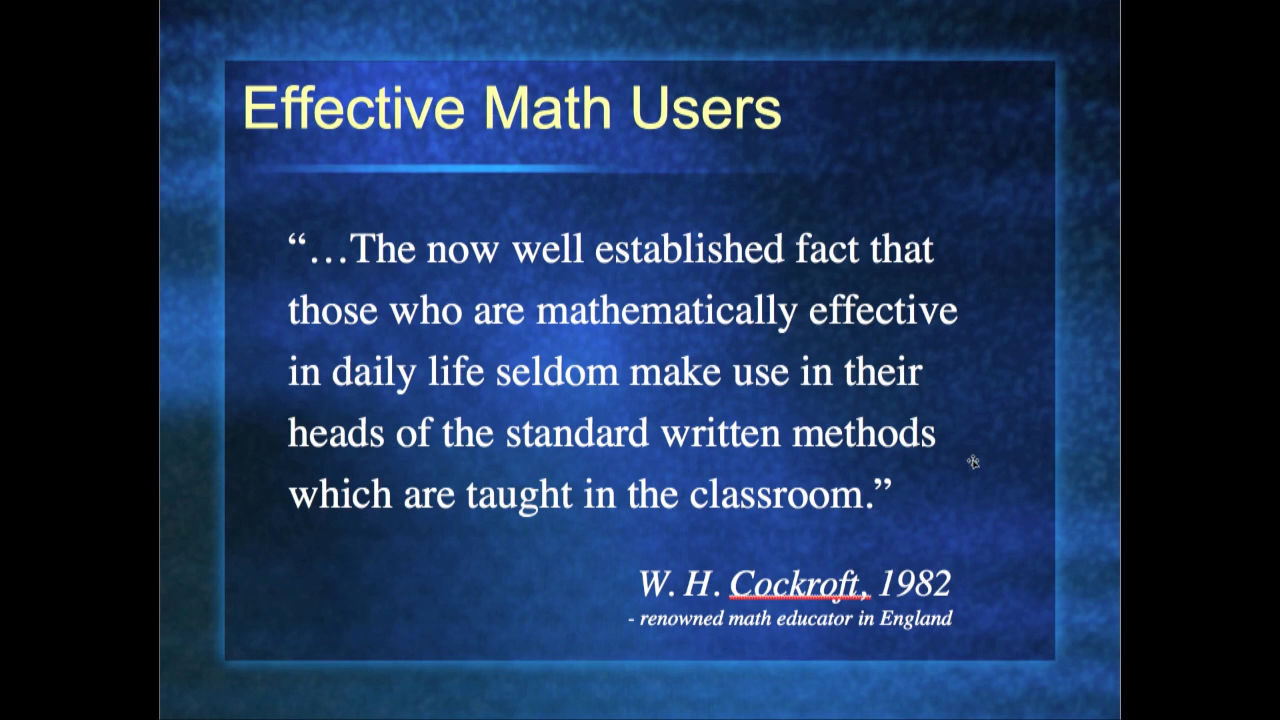 Effective Math Users
“…The now well established fact that
those who are mathematically effective
in daily life seldom make use in their
heads of the standard written methods
which are taught in the classroom.”
W. H. Cockroft, 1982
- renowned math educator in England